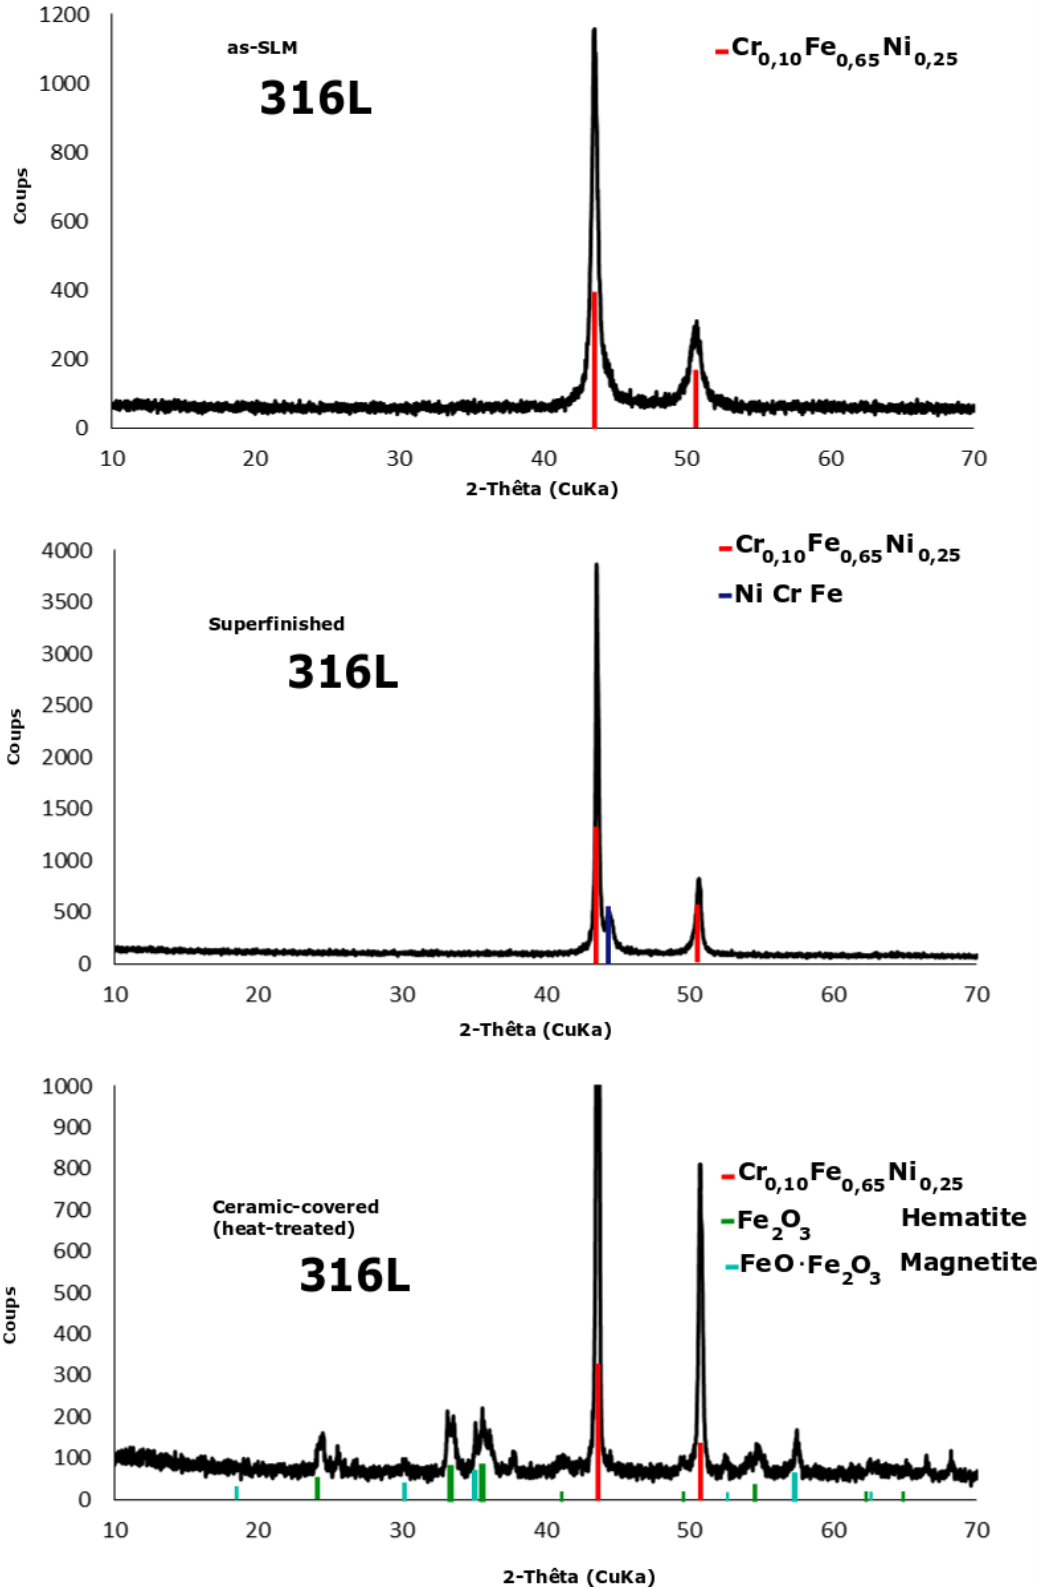 1200
as-SLM
316L
Cr0,10Fe0,65Ni0,25
1000
800
600
400
200
0
Coups
10 20 30 40 50 60 70
2-Thêta (CuKa)
4000
Cr0,10Fe0,65Ni0,25
Ni Cr Fe
3500
Superfinished
316L
3000
2500
2000
1500
1000
500
0
Coups
10 20 30 40 50 60 70
2-Thêta (CuKa)
1000
900
800
Cr0,10Fe0,65Ni0,25
Ceramic-covered
(heat-treated)
316L
Fe2O3 Hematite
FeO·Fe2O3 Magnetite
700
600
500
400
300
200
100
0
Coups
10 20 30 40 50 60 70
2-Thêta (CuKa)